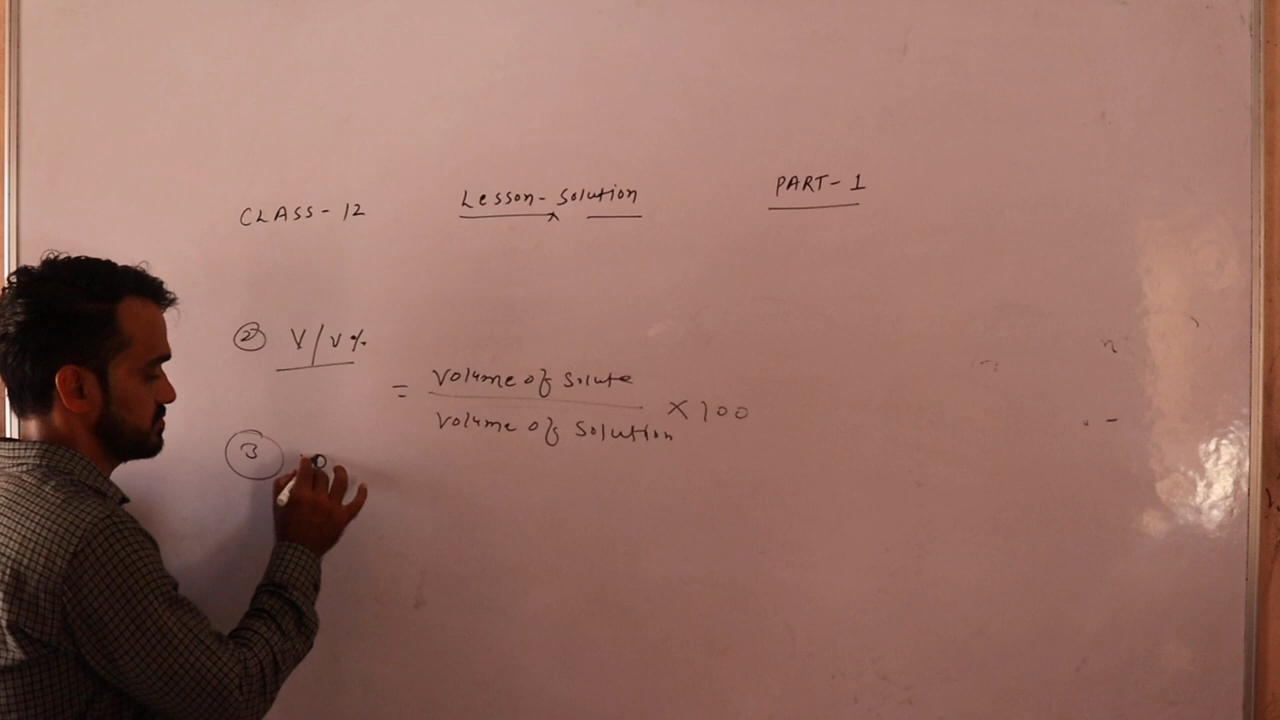 CLASS-12 Lesson-Solution PART-1
② V/V%
= Volume of Solute
Volume of Solution × 100
③